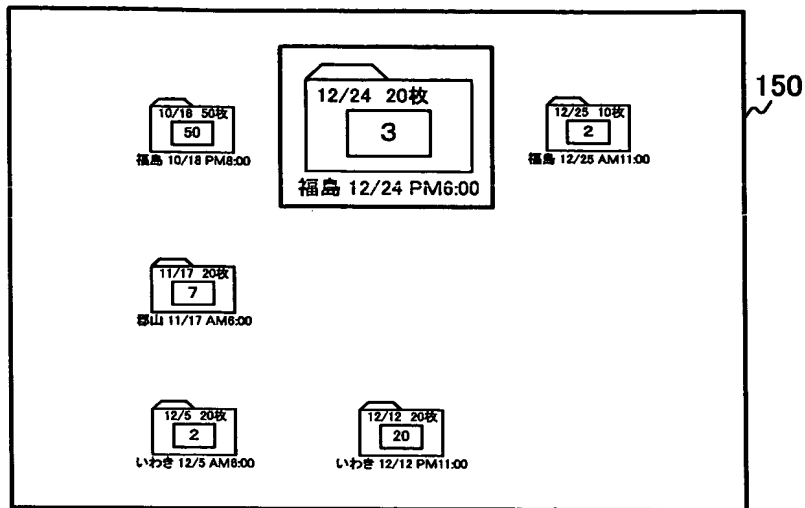 150
10/18 50枚
50
福島 10/18 PM8:00
12/24 20枚
3
福島 12/24 PM6:00
12/25 10枚
2
福島 12/25 AM11:00
11/17 20枚
7
郡山 11/17 AM6:00
12/5 20枚
2
いわき 12/5 AM6:00
12/12 20枚
20
いわき 12/12 PM11:00